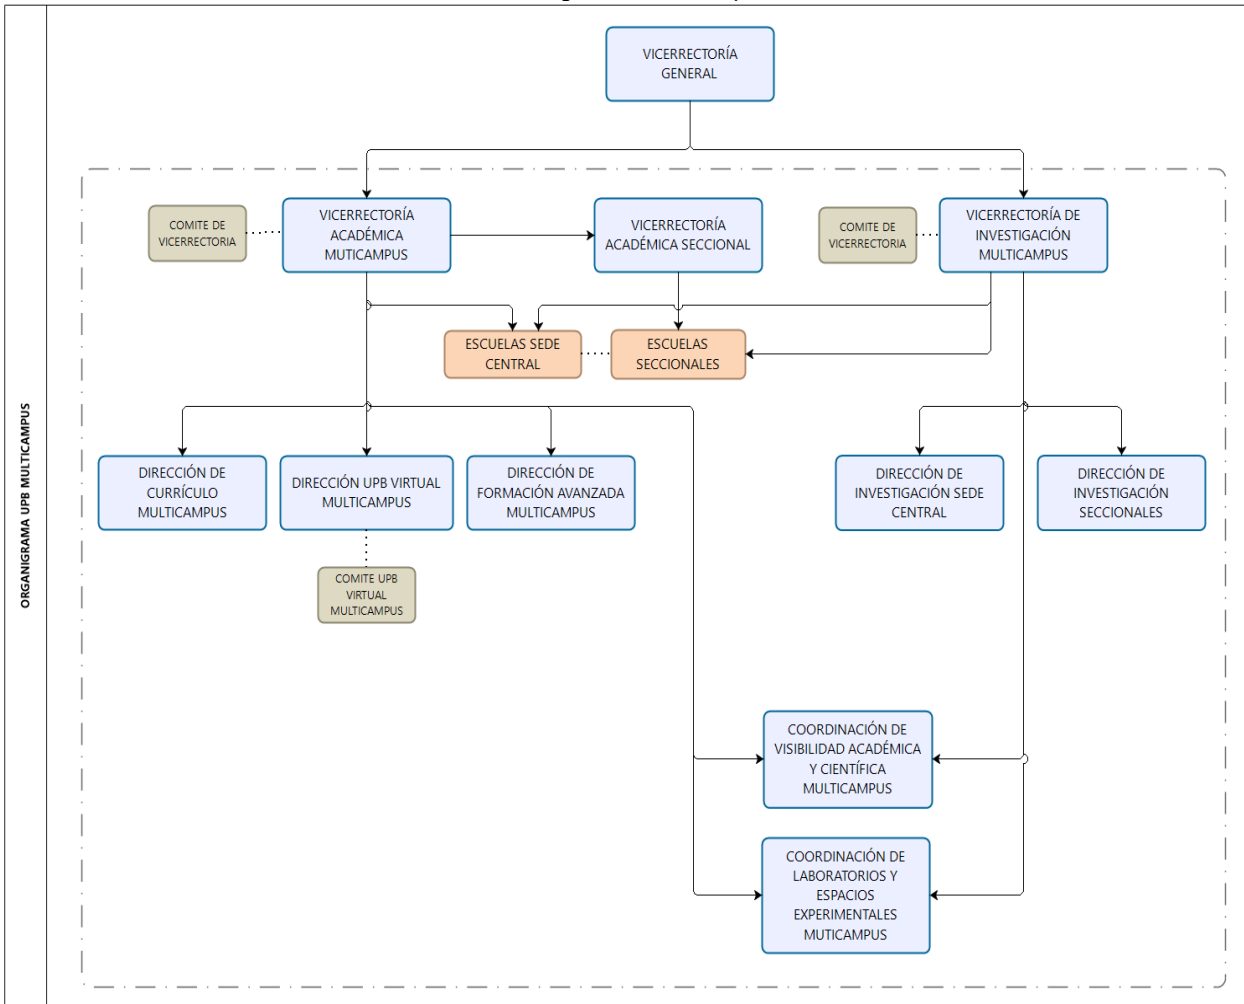 ORGANIGRAMA UPB MULTICAMPUS
VICERRECTORÍA
GENERAL
COMITE DE
VICERRECTORIA
VICERRECTORÍA
ACADÉMICA
MUTICAMPUS
VICERRECTORÍA
ACADÉMICA SECCIONAL
COMITE DE
VICERRECTORIA
VICERRECTORÍA DE
INVESTIGACIÓN
MULTICAMPUS
ESCUELAS SEDE
CENTRAL
ESCUELAS
SECCIONALES
DIRECCIÓN DE
CURRÍCULO
MULTICAMPUS
DIRECCIÓN UPB VIRTUAL
MULTICAMPUS
DIRECCIÓN DE
FORMACIÓN AVANZADA
MULTICAMPUS
DIRECCIÓN DE
INVESTIGACIÓN SEDE
CENTRAL
DIRECCIÓN DE
INVESTIGACIÓN
SECCIONALES
COMITE UPB
VIRTUAL
MULTICAMPUS
COORDINACIÓN DE
VISIBILIDAD ACADÉMICA
Y CIENTÍFICA
MULTICAMPUS
COORDINACIÓN DE
LABORATORIOS Y
ESPACIOS
EXPERIMENTALES
MUTICAMPUS